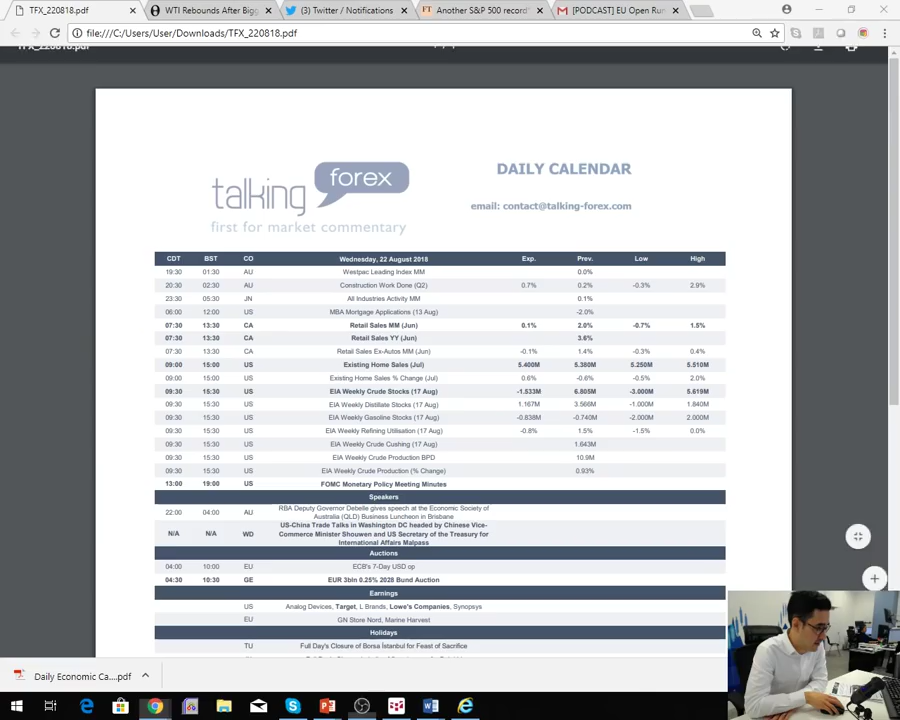 TFX_220818.pdf
WTI Rebounds After Bigg
(3) Twitter / Notifications
Another S&P 500 record
[PODCAST] EU Open Run
file:///C:/Users/User/Downloads/TFX_220818.pdf
TFX_220818.pdf
talking forex
first for market commentary
DAILY CALENDAR
email: contact@talking-forex.com
CDT BST CO Wednesday, 22 August 2018 Exp. Prev. Low High
19:30 01:30 AU Westpac Leading Index MM 0.0%
20:30 02:30 AU Construction Work Done (Q2) 0.7% 0.2% -0.3% 2.9%
23:30 05:30 JN All Industries Activity MM 0.1%
06:00 12:00 US MBA Mortgage Applications (13 Aug) -2.0%
07:30 13:30 CA Retail Sales MM (Jun) 0.1% 2.0% -0.7% 1.5%
07:30 13:30 CA Retail Sales YY (Jun) 3.6%
07:30 13:30 CA Retail Sales Ex-Autos MM (Jun) -0.1% 1.4% -0.3% 0.4%
09:00 15:00 US Existing Home Sales (Jul) 5.400M 5.380M 5.250M 5.510M
09:00 15:00 US Existing Home Sales % Change (Jul) 0.6% -0.6% -0.5% 2.0%
09:30 15:30 US EIA Weekly Crude Stocks (17 Aug) -1.533M 6.805M -3.000M 5.619M
09:30 15:30 US EIA Weekly Distillate Stocks (17 Aug) 1.167M 3.566M -1.000M 1.840M
09:30 15:30 US EIA Weekly Gasoline Stocks (17 Aug) -0.838M -0.740M -2.000M 2.000M
09:30 15:30 US EIA Weekly Refining Utilisation (17 Aug) -0.8% 1.5% -1.5% 0.0%
09:30 15:30 US EIA Weekly Crude Cushing (17 Aug) 1.643M
09:30 15:30 US EIA Weekly Crude Production BPD 10.9M
09:30 15:30 US EIA Weekly Crude Production (% Change) 0.93%
13:00 19:00 US FOMC Monetary Policy Meeting Minutes
Speakers
22:00 04:00 AU RBA Deputy Governor Debelle gives speech at the Economic Society of
Australia (QLD) Business Luncheon in Brisbane
N/A N/A WD US-China Trade Talks in Washington DC headed by Chinese Vice-
Commerce Minister Shouwen and US Secretary of the Treasury for
International Affairs Malpass
Auctions
04:00 10:00 EU ECB's 7-Day USD op
04:30 10:30 GE EUR 3bln 0.25% 2028 Bund Auction
Earnings
US Analog Devices, Target, L Brands, Lowe's Companies, Synopsys
EU GN Store Nord, Marine Harvest
Holidays
TU Full Day's Closure of Borsa İstanbul for Feast of Sacrifice
Daily Economic Ca....pdf